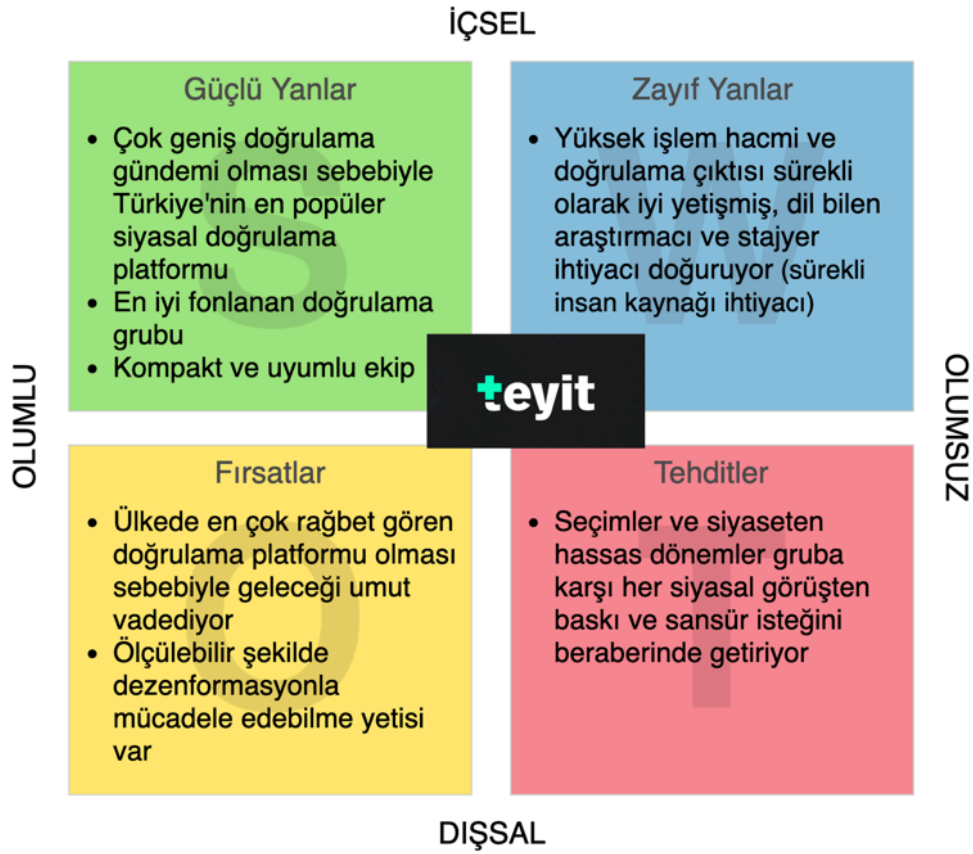 İÇSEL
Güçlü Yanlar
• Çok geniş doğrulama
gündemi olması sebebiyle
Türkiye'nin en popüler
siyasal doğrulama
platformu
• En iyi fonlanan doğrulama
grubu
• Kompakt ve uyumlu ekip
S
Zayıf Yanlar
• Yüksek işlem hacmi ve
doğrulama çıktısı sürekli
olarak iyi yetişmiş, dil bilen
araştırmacı ve stajyer
ihtiyacı doğuruyor (sürekli
insan kaynağı ihtiyacı)
W
OLUMLU
teyit
OLUMSUZ
Fırsatlar
• Ülkede en çok rağbet gören
doğrulama platformu olması
sebebiyle geleceği umut
vadediyor
• Ölçülebilir şekilde
dezenformasyonla
mücadele edebilme yetisi
var
O
Tehditler
• Seçimler ve siyaseten
hassas dönemler gruba
karşı her siyasal görüşten
baskı ve sansür isteğini
beraberinde getiriyor
T
DIŞSAL